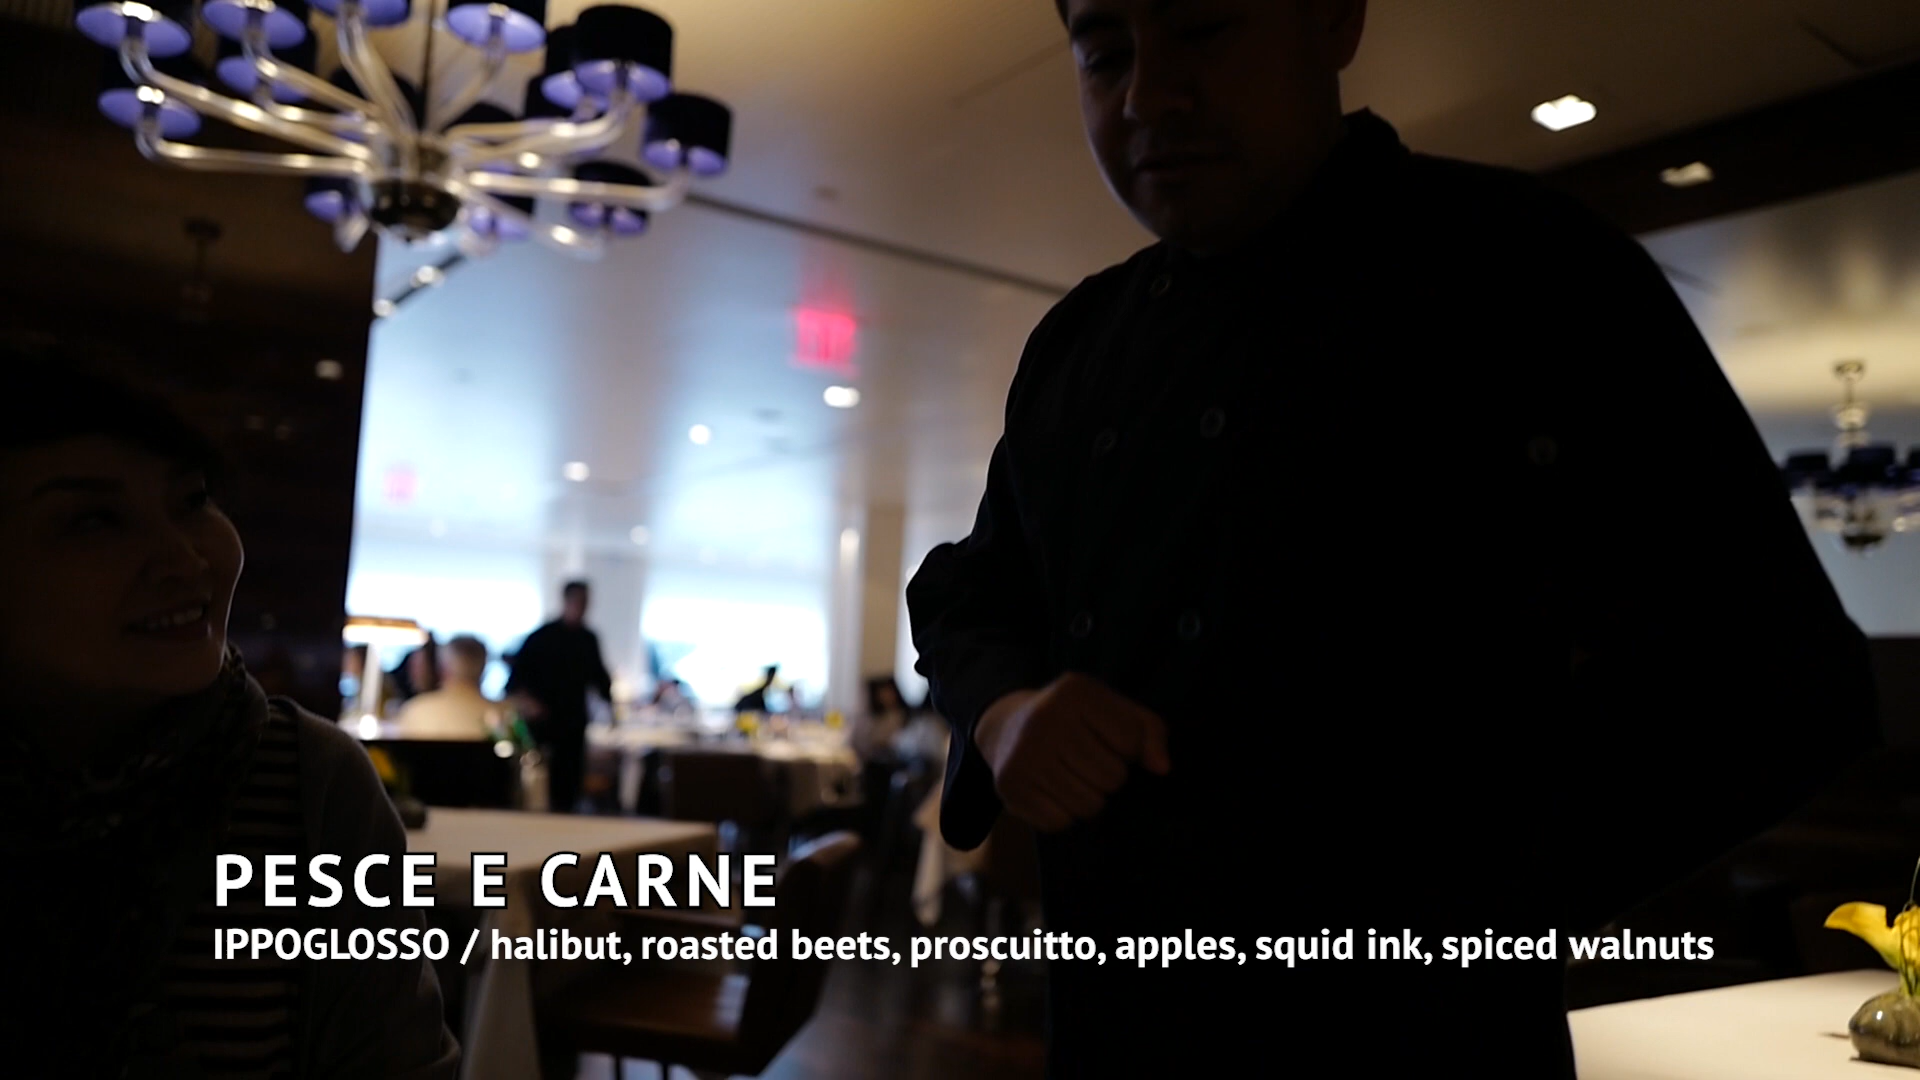 PESCE E CARNE
IPPOGLOSSO / halibut, roasted beets, proscuitto, apples, squid ink, spiced walnuts